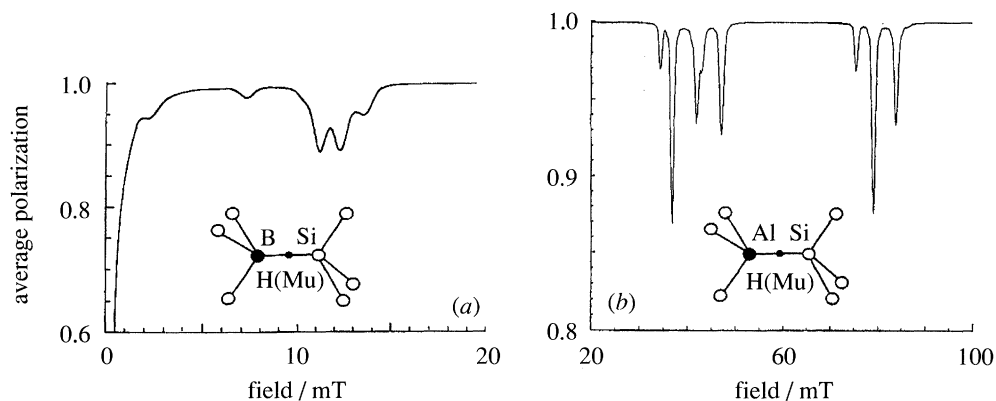 average polarization
1.0
0.8
0.6
0
10
20
field / mT
B
Si
H(Mu)
(a)
1.0
0.9
0.8
20
60
100
field / mT
Al
Si
H(Mu)
(b)